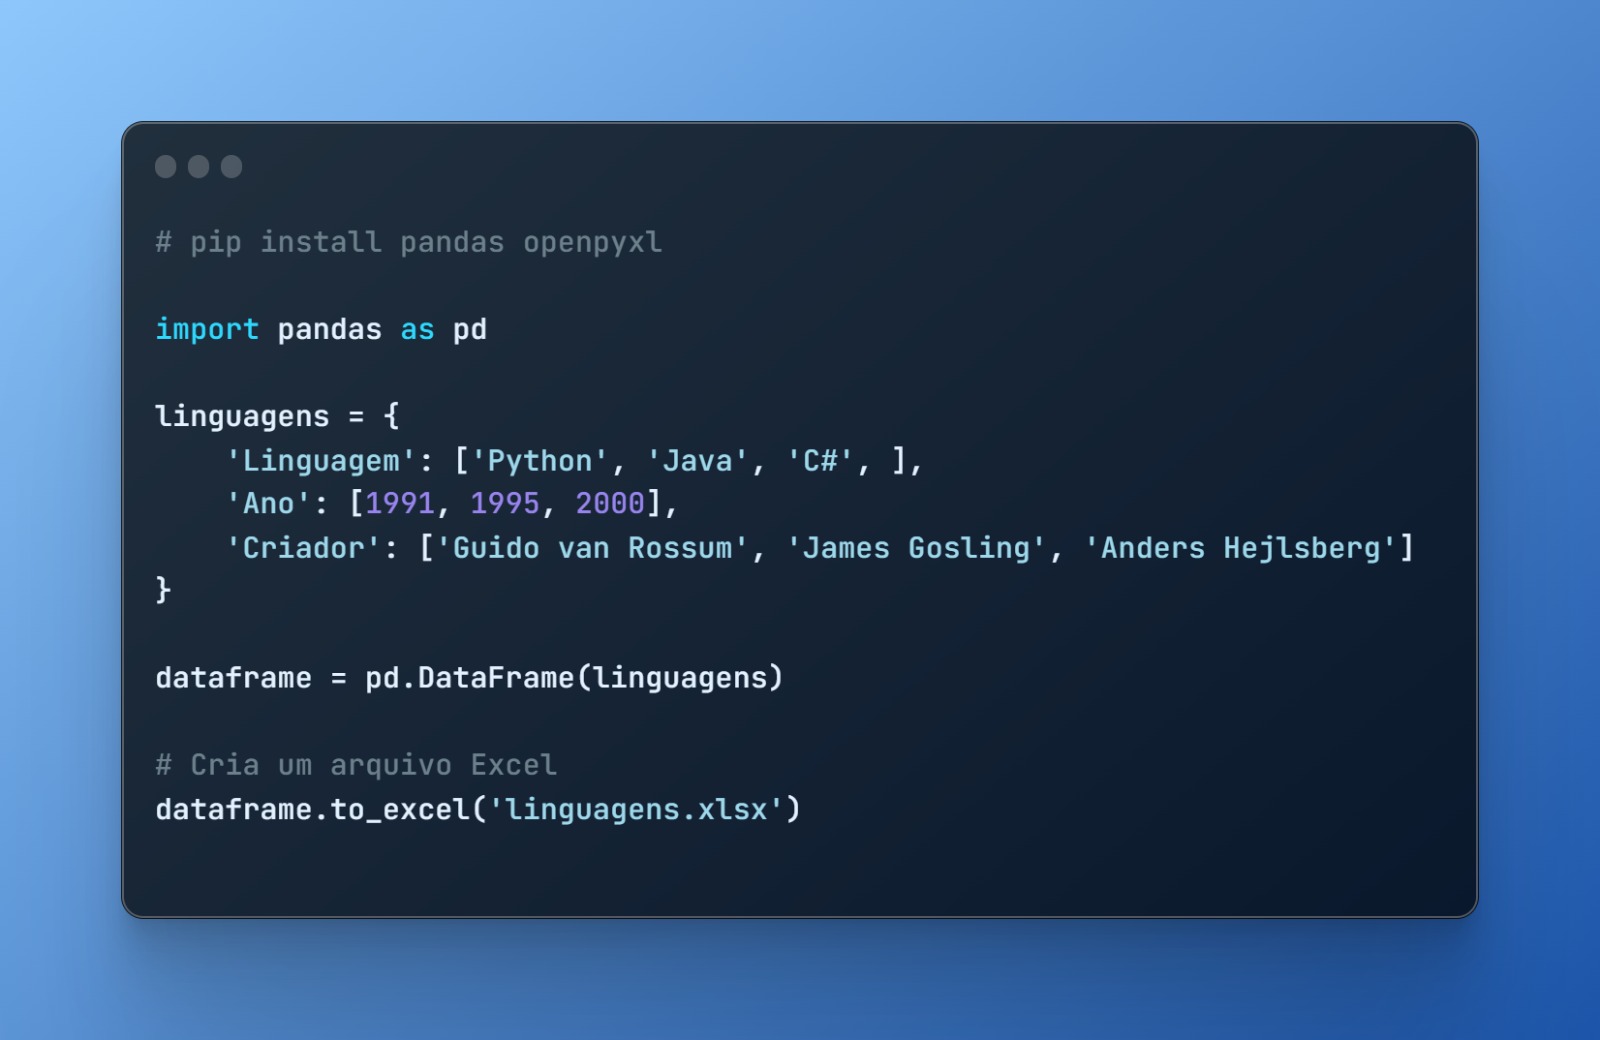 # pip install pandas openpyxl
import pandas as pd
linguagens = {
    'Linguagem': ['Python', 'Java', 'C#', ],
    'Ano': [1991, 1995, 2000],
    'Criador': ['Guido van Rossum', 'James Gosling', 'Anders Hejlsberg']
}
dataframe = pd.DataFrame(linguagens)
# Cria um arquivo Excel
dataframe.to_excel('linguagens.xlsx')